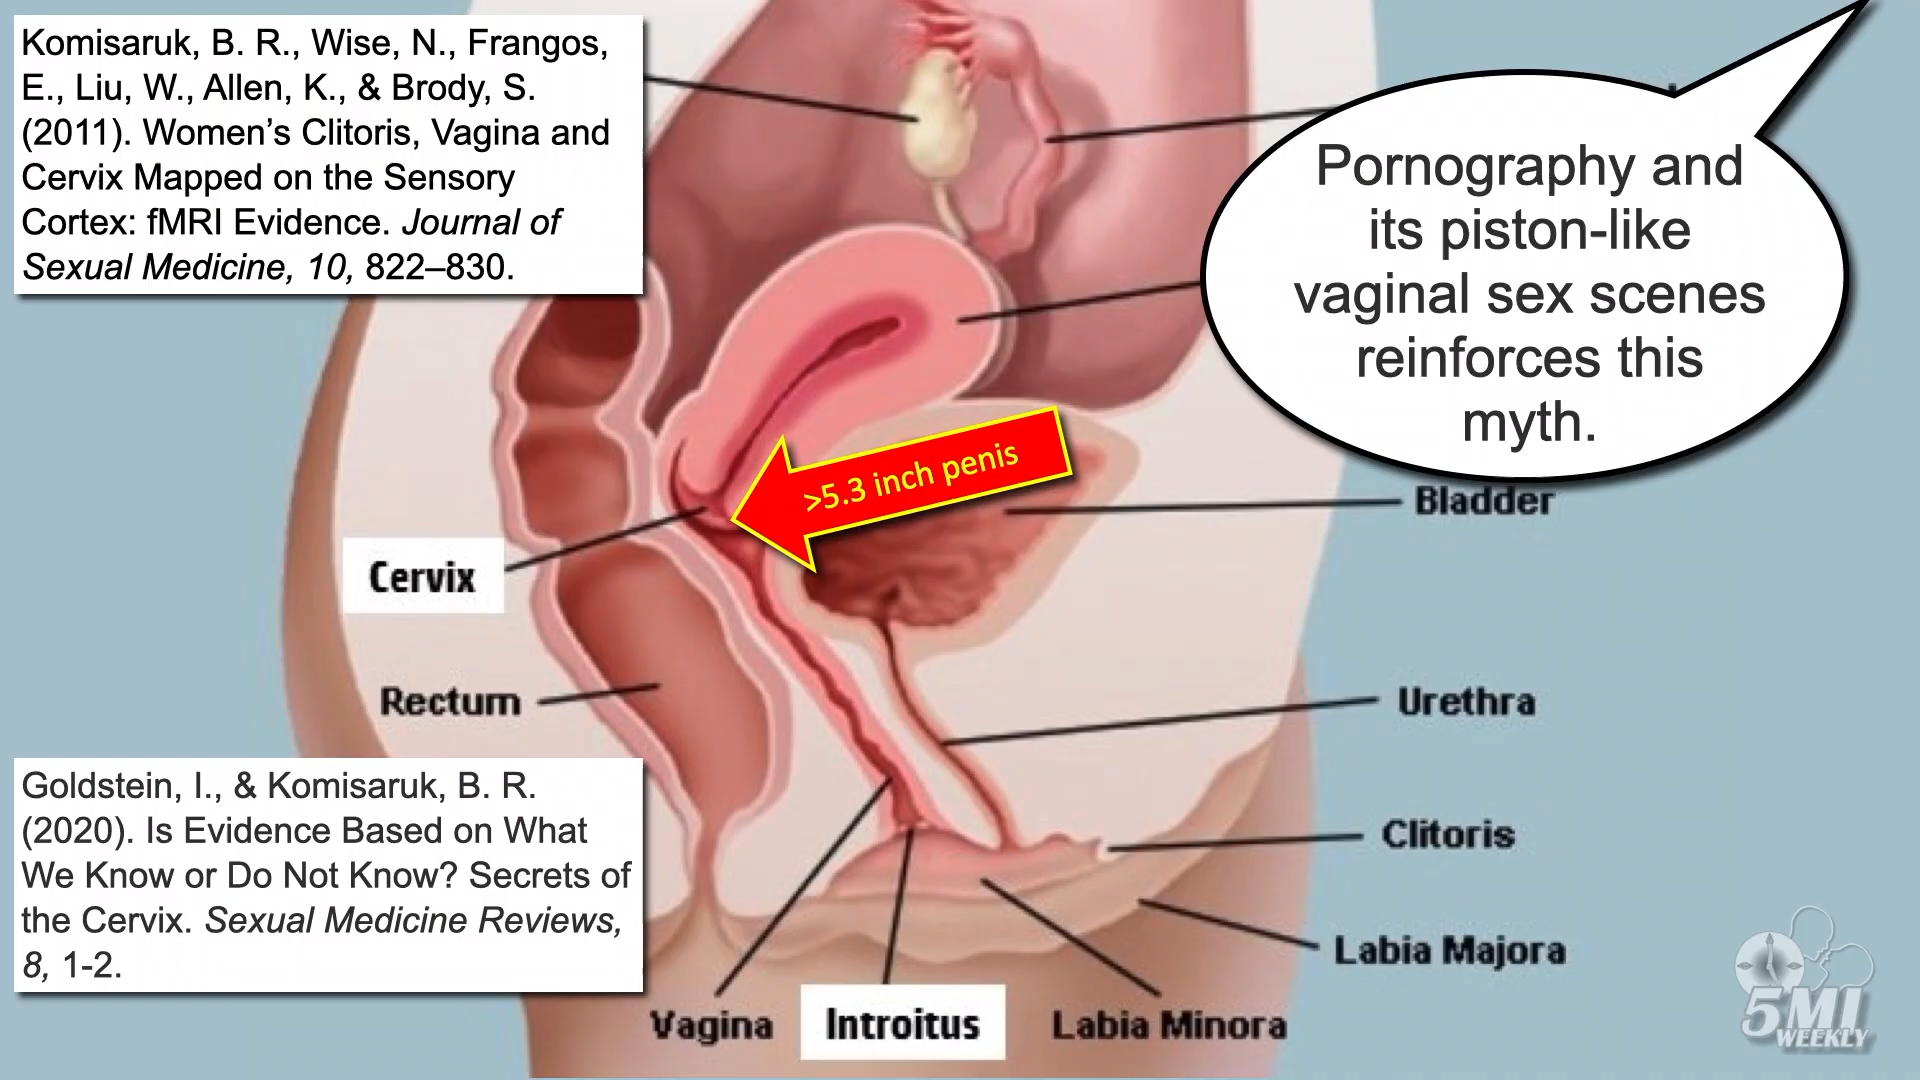 Komisaruk, B. R., Wise, N., Frangos,
E., Liu, W., Allen, K., & Brody, S.
(2011). Women’s Clitoris, Vagina and
Cervix Mapped on the Sensory
Cortex: fMRI Evidence. Journal of
Sexual Medicine, 10, 822–830.
Pornography and
its piston-like
vaginal sex scenes
reinforces this
myth.
>5.3 inch penis
Bladder
Cervix
Rectum
Urethra
Goldstein, I., & Komisaruk, B. R.
(2020). Is Evidence Based on What
We Know or Do Not Know? Secrets of
the Cervix. Sexual Medicine Reviews,
8, 1-2.
Clitoris
Labia Majora
Vagina
Introitus
Labia Minora
5MI
WEEKLY